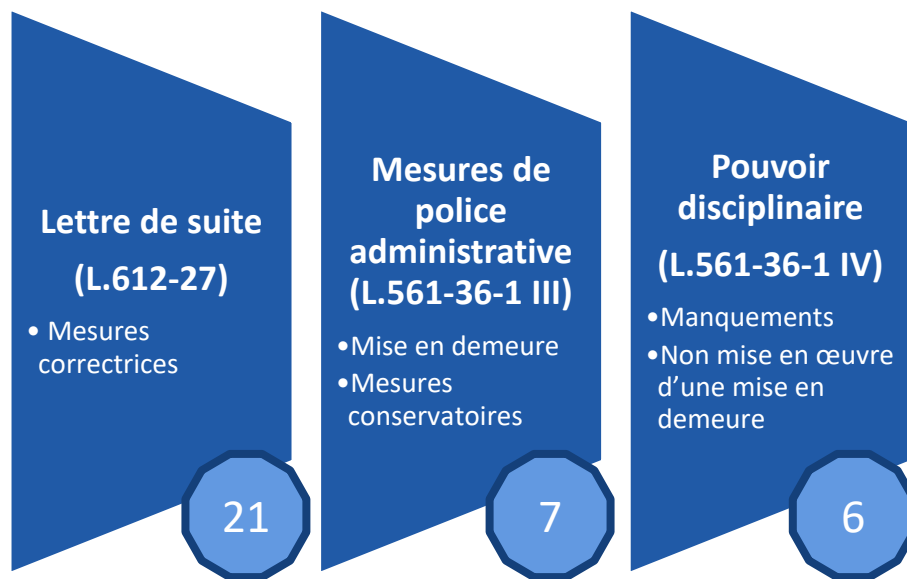 Lettre de suite
(L.612-27)
• Mesures
correctrices
21
Mesures de
police
administrative
(L.561-36-1 III)
•Mise en demeure
•Mesures
conservatoires
7
Pouvoir
disciplinaire
(L.561-36-1 IV)
•Manquements
•Non mise en œuvre
d’une mise en
demeure
6